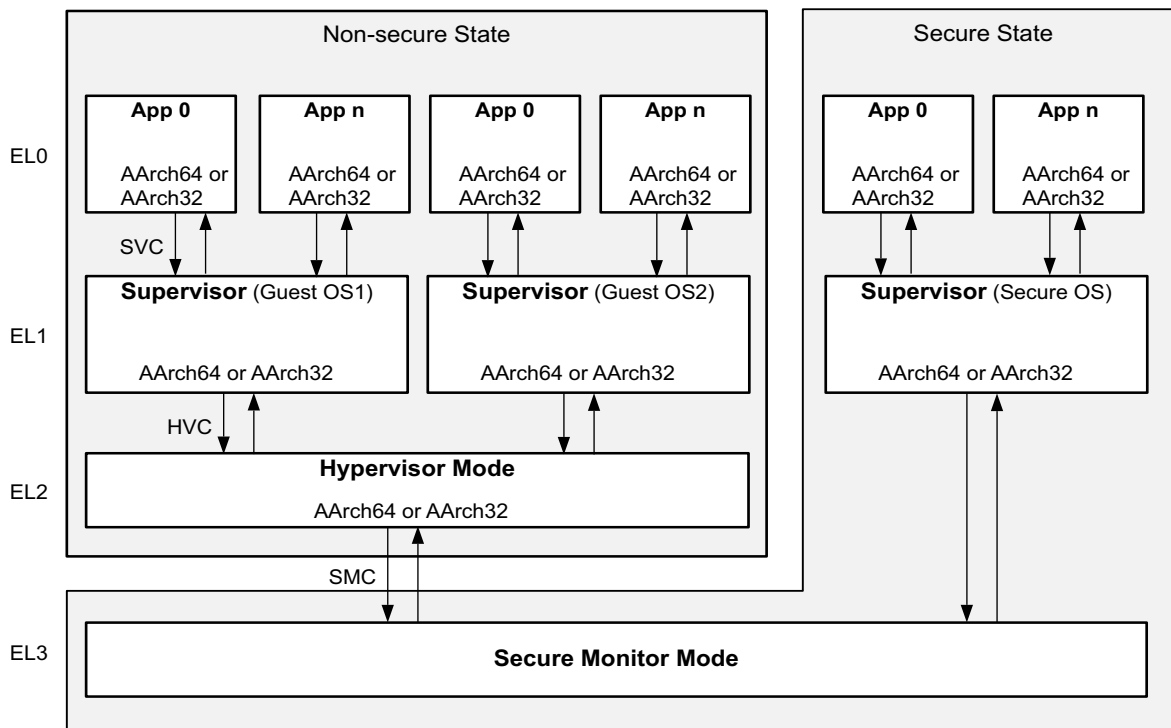 Non-secure State
Secure State
App 0
App n
App 0
App n
App 0
App n
EL0
AArch64 or
AArch32
AArch64 or
AArch32
AArch64 or
AArch32
AArch64 or
AArch32
AArch64 or
AArch32
AArch64 or
AArch32
SVC
Supervisor (Guest OS1)
Supervisor (Guest OS2)
Supervisor (Secure OS)
EL1
AArch64 or AArch32
AArch64 or AArch32
AArch64 or AArch32
HVC
Hypervisor Mode
EL2
AArch64 or AArch32
SMC
EL3
Secure Monitor Mode